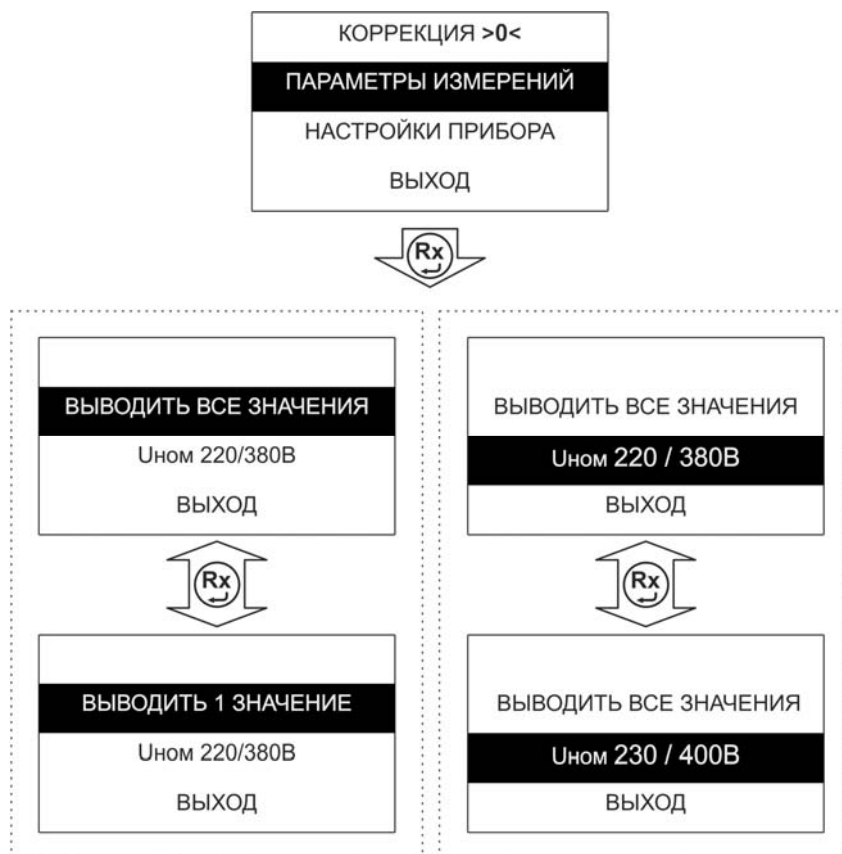 КОРРЕКЦИЯ >0<
ПАРАМЕТРЫ ИЗМЕРЕНИЙ
НАСТРОЙКИ ПРИБОРА
ВЫХОД
Rx
ВЫВОДИТЬ ВСЕ ЗНАЧЕНИЯ
Uном 220/380В
ВЫХОД
Rx
ВЫВОДИТЬ 1 ЗНАЧЕНИЕ
Uном 220/380В
ВЫХОД
ВЫВОДИТЬ ВСЕ ЗНАЧЕНИЯ
Uном 220 / 380В
ВЫХОД
Rx
ВЫВОДИТЬ ВСЕ ЗНАЧЕНИЯ
Uном 230 / 400В
ВЫХОД